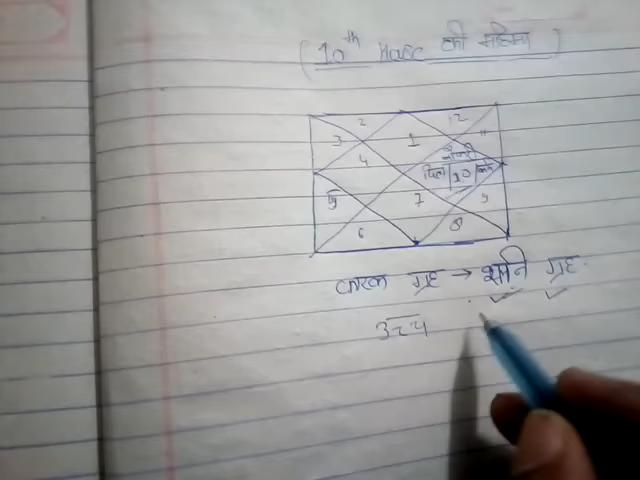 ( 10th House की महिमा )
2 12
3 1 11
4 नौकरी
पिता 10 कर्म
5 7 9
6 8
कारक ग्रह → शनि ग्रह
उच्च